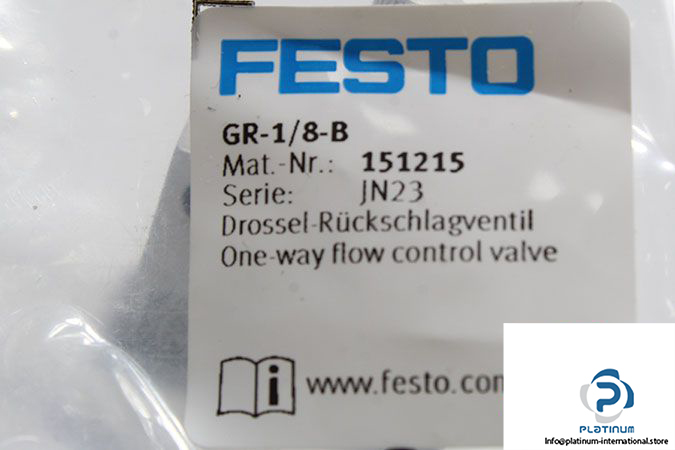 FESTO
GR-1/8-B
Mat.-Nr.: 151215
Serie: JN23
Drossel-Rückschlagventil
One-way flow control valve
www.festo.com
PLATINUM
Info@platinum-international.store